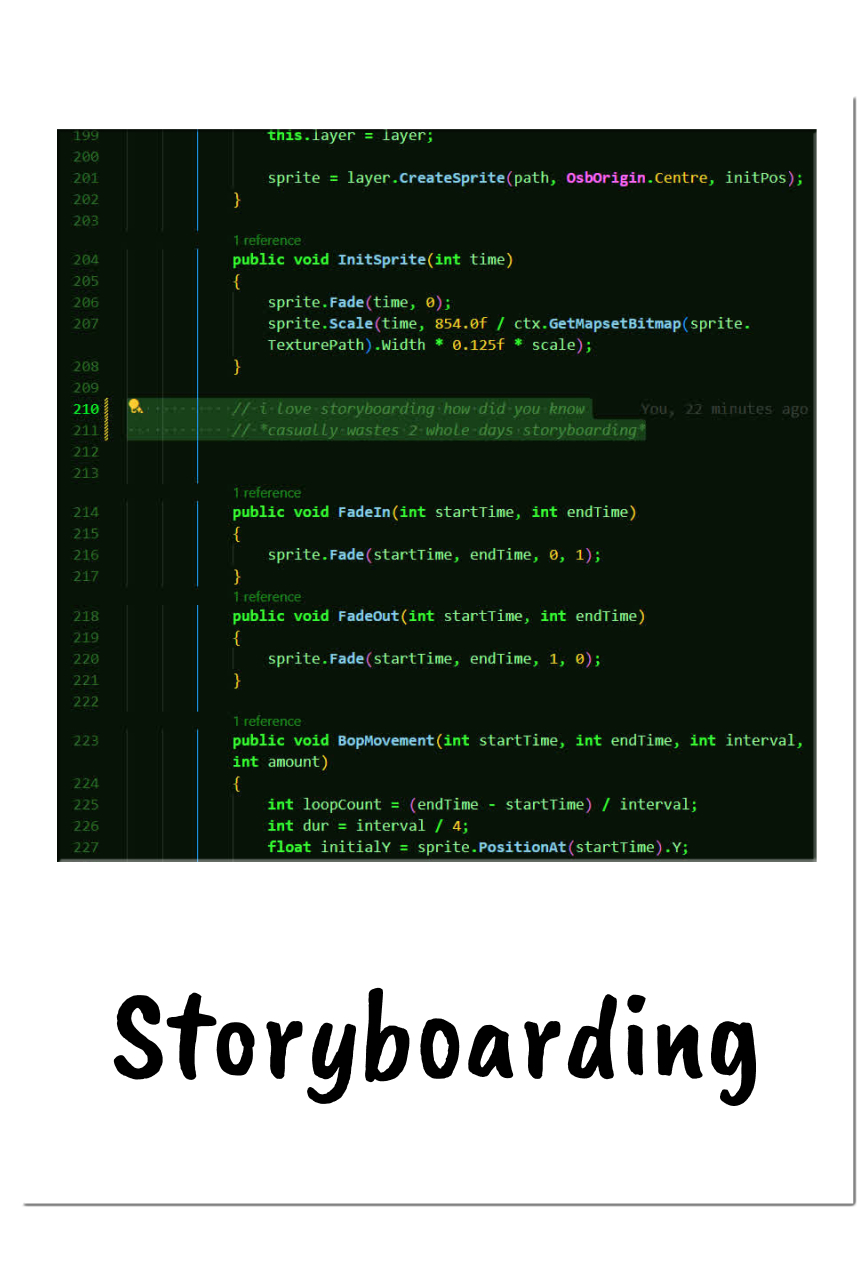 199 this.layer = layer;
200
201 sprite = layer.CreateSprite(path, OsbOrigin.Centre, initPos);
202 }
203
1 reference
204 public void InitSprite(int time)
205 {
206 sprite.Fade(time, 0);
207 sprite.Scale(time, 854.0f / ctx.GetMapsetBitmap(sprite.
TexturePath).Width * 0.125f * scale);
208 }
209
210 // i love storyboarding how did you know You, 22 minutes ago
211 // *casually wastes 2 whole days storyboarding*
212
213
1 reference
214 public void FadeIn(int startTime, int endTime)
215 {
216 sprite.Fade(startTime, endTime, 0, 1);
217 }
1 reference
218 public void FadeOut(int startTime, int endTime)
219 {
220 sprite.Fade(startTime, endTime, 1, 0);
221 }
222
1 reference
223 public void BopMovement(int startTime, int endTime, int interval,
int amount)
224 {
225 int loopCount = (endTime - startTime) / interval;
226 int dur = interval / 4;
227 float initialY = sprite.PositionAt(startTime).Y;
Storyboarding